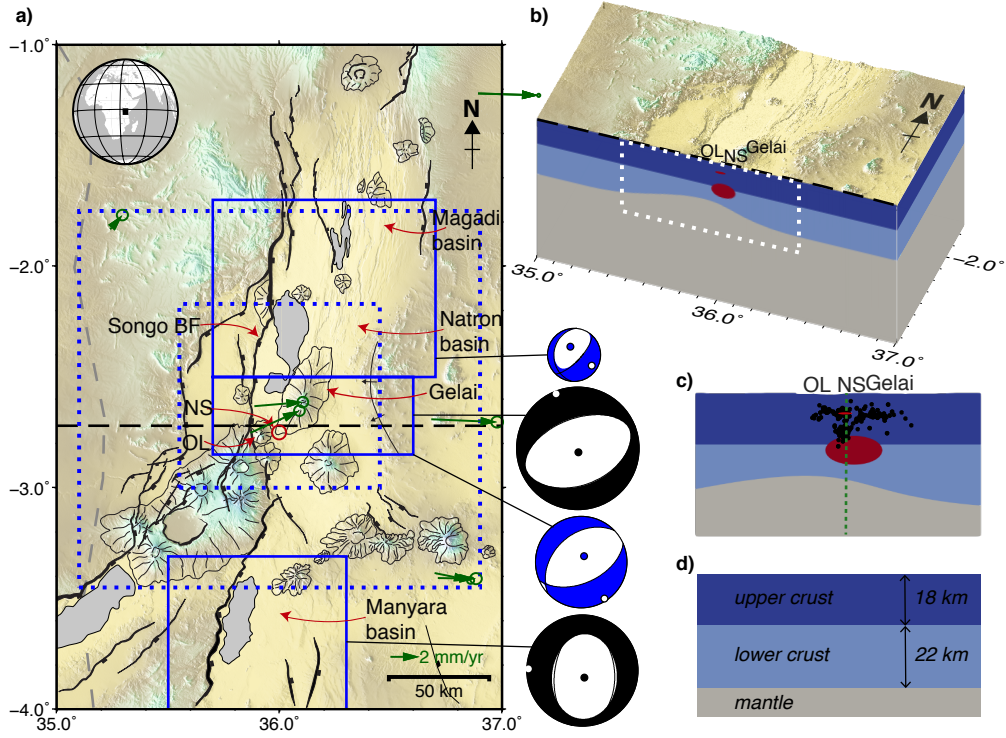 a)
−1.0°
−2.0°
−3.0°
−4.0°
35.0°
36.0°
37.0°
N
Magadi
basin
Songo BF
Natron
basin
Gelai
NS
OL
Manyara
basin
2 mm/yr
50 km
b)
N
OL NS Gelai
35.0°
36.0°
37.0°
−2.0°
c)
OL NS Gelai
d)
upper crust
18 km
lower crust
22 km
mantle